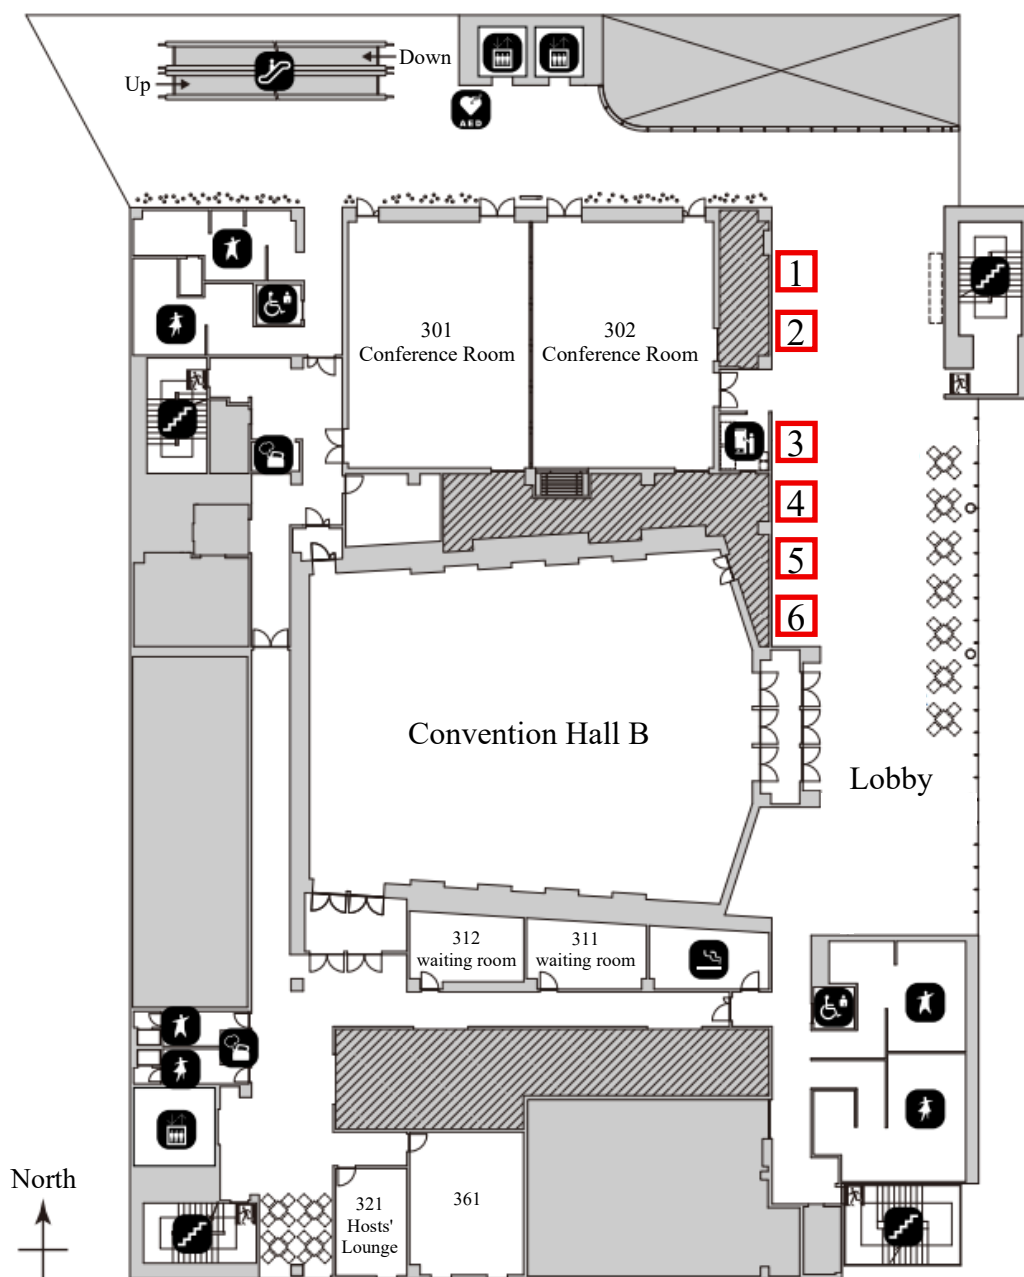 Down
Up
AED
1
301
Conference Room
302
Conference Room
2
3
4
5
6
Convention Hall B
Lobby
312
waiting room
311
waiting room
North
321
Hosts'
Lounge
361